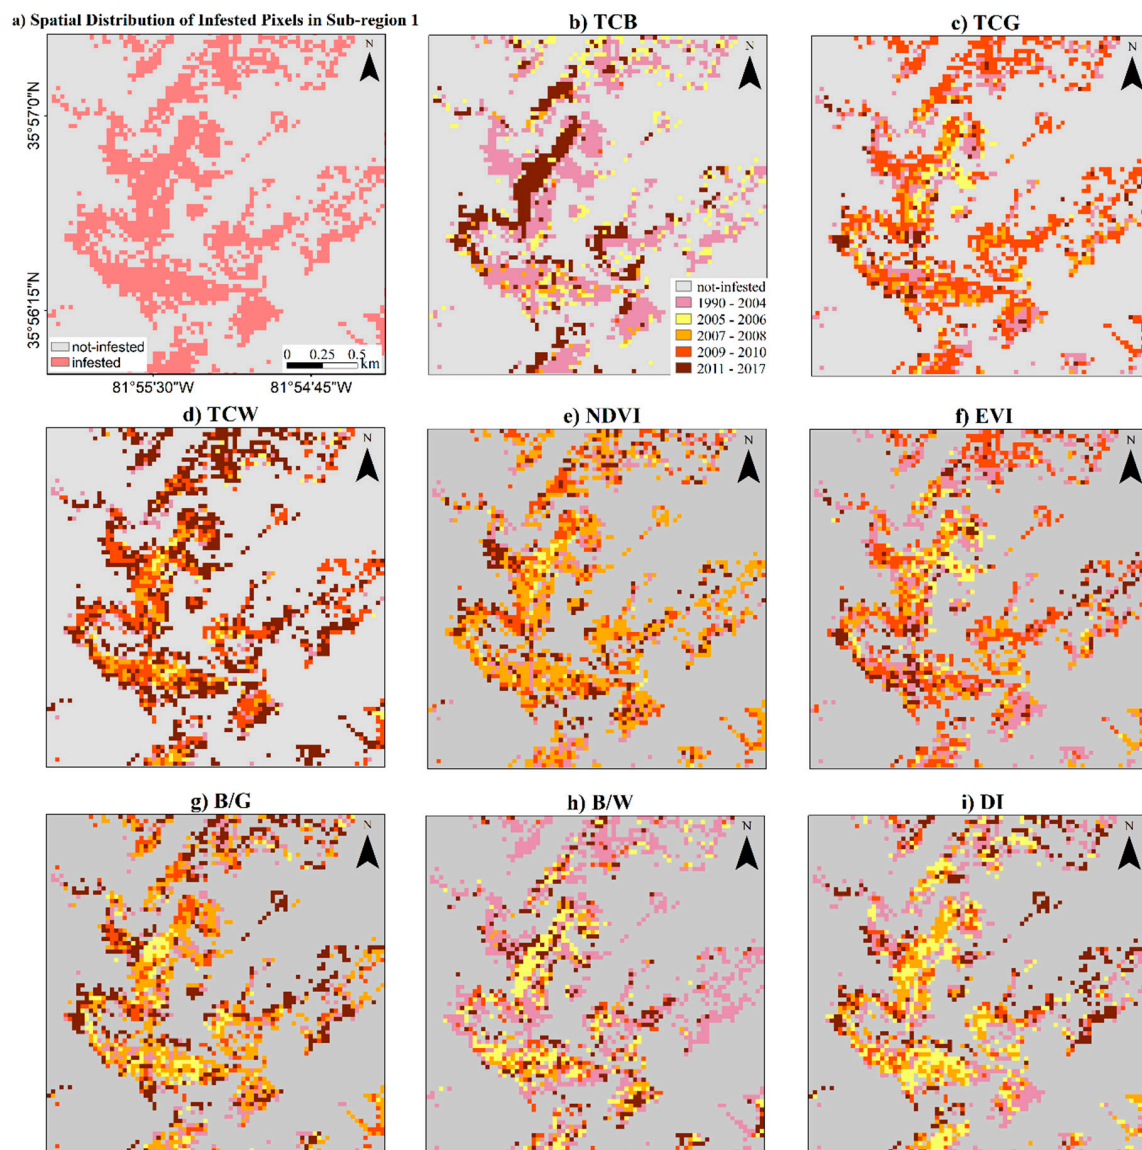 a) Spatial Distribution of Infested Pixels in Sub-region 1
b) TCB
c) TCG
N
N
N
35°57'0"N
35°56'15"N
not-infested
infested
0 0.25 0.5
km
81°55'30"W
81°54'45"W
not-infested
1990 - 2004
2005 - 2006
2007 - 2008
2009 - 2010
2011 - 2017
d) TCW
e) NDVI
f) EVI
N
N
N
g) B/G
h) B/W
i) DI
N
N
N